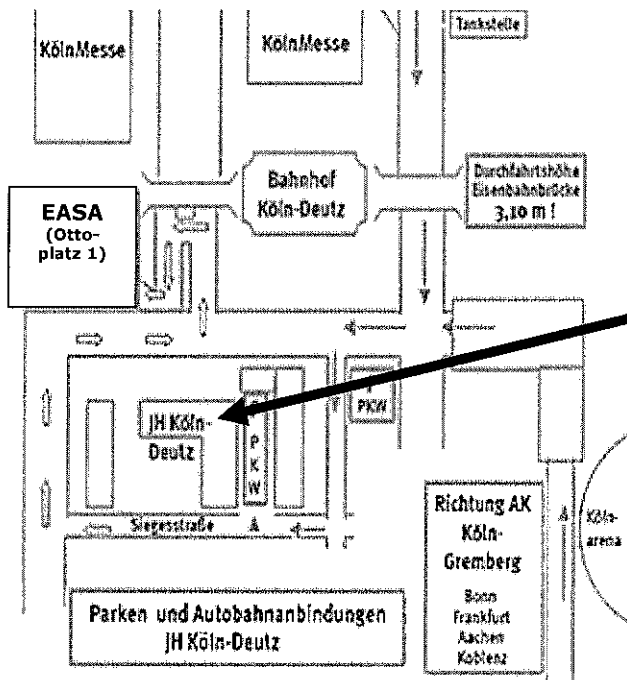 KölnMesse
KölnMesse
Tankstelle
Bahnhof
Köln-Deutz
Durchfahrtshöhe
Eisenbahnbrücke
3,10 m !
EASA
(Otto-
platz 1)
JH Köln-
Deutz
P
K
W
PKW
Siegesstraße
Richtung AK
Köln-
Gremberg
Bonn
Frankfurt
Aachen
Koblenz
Köln-
arena
Parken und Autobahnanbindungen
JH Köln-Deutz